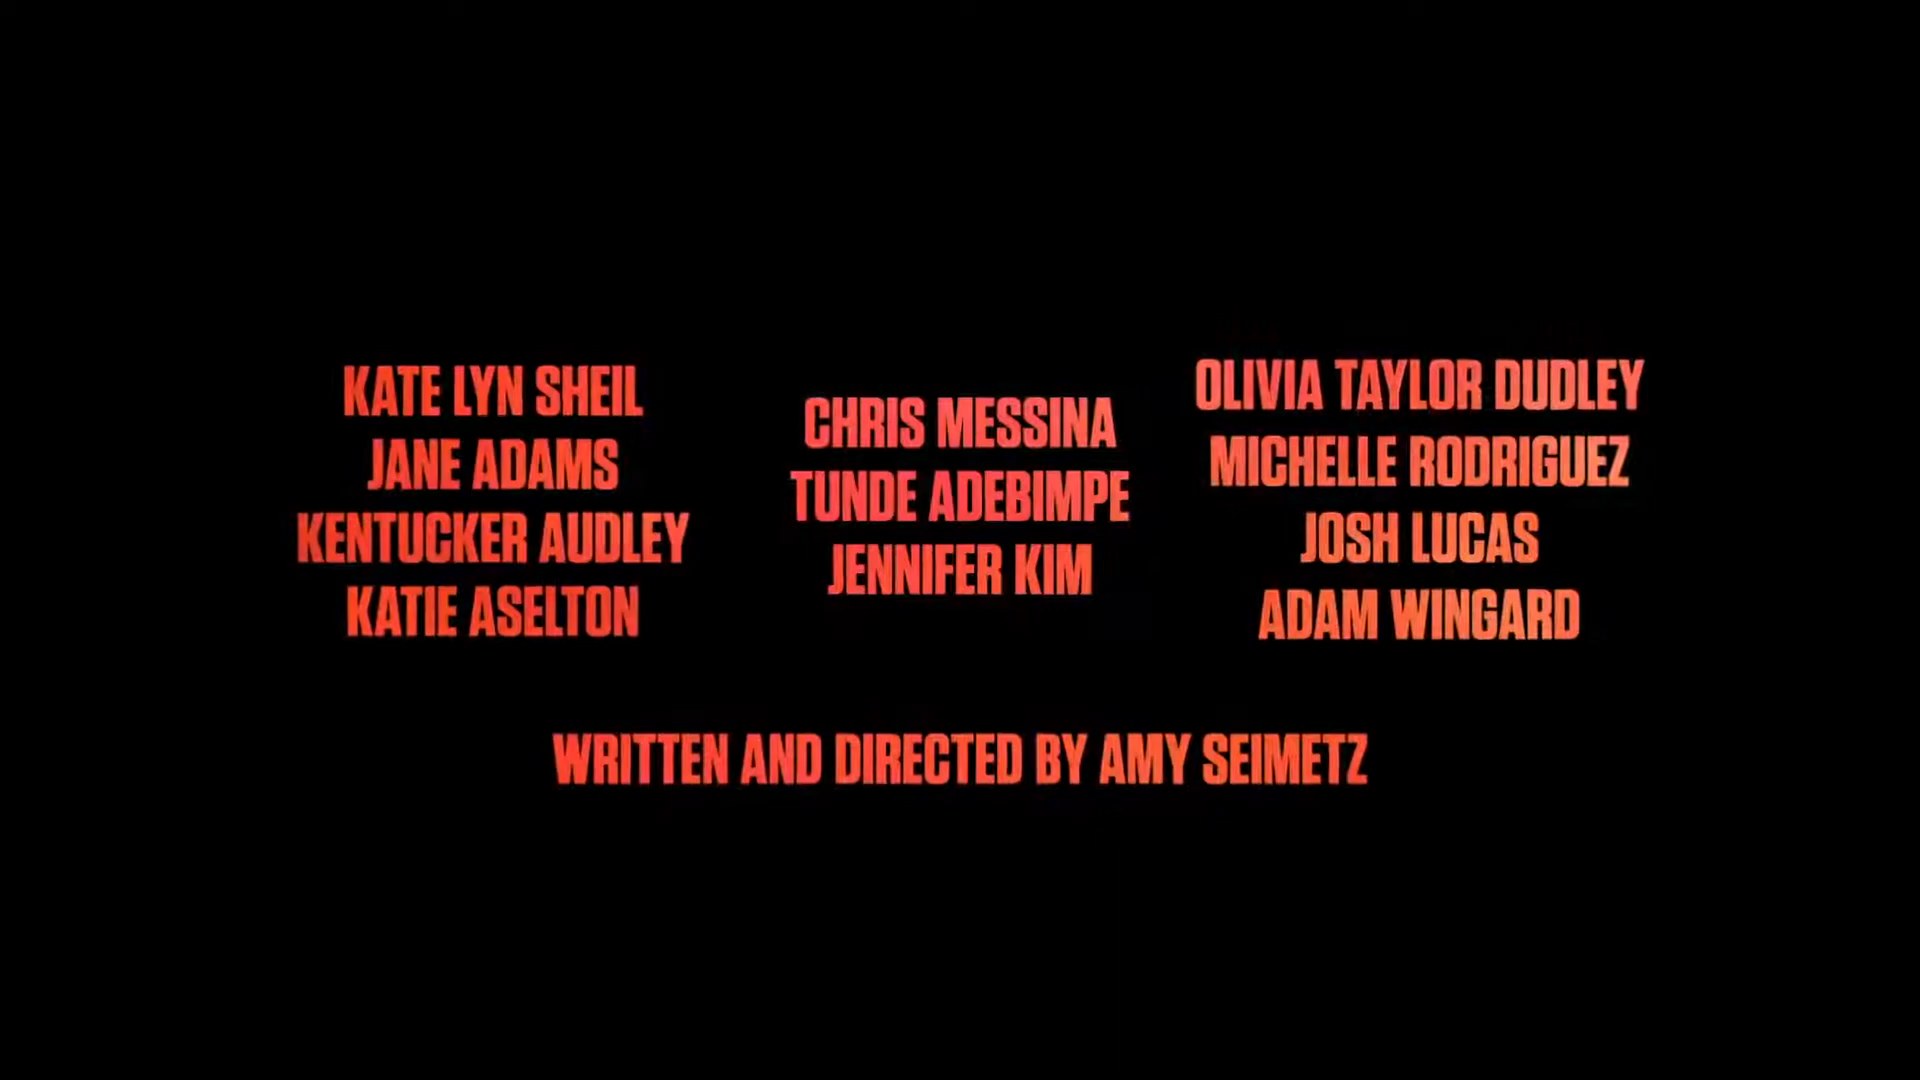 KATE LYN SHEIL
JANE ADAMS
KENTUCKER AUDLEY
KATIE ASELTON
CHRIS MESSINA
TUNDE ADEBIMPE
JENNIFER KIM
OLIVIA TAYLOR DUDLEY
MICHELLE RODRIGUEZ
JOSH LUCAS
ADAM WINGARD
WRITTEN AND DIRECTED BY AMY SEIMETZ